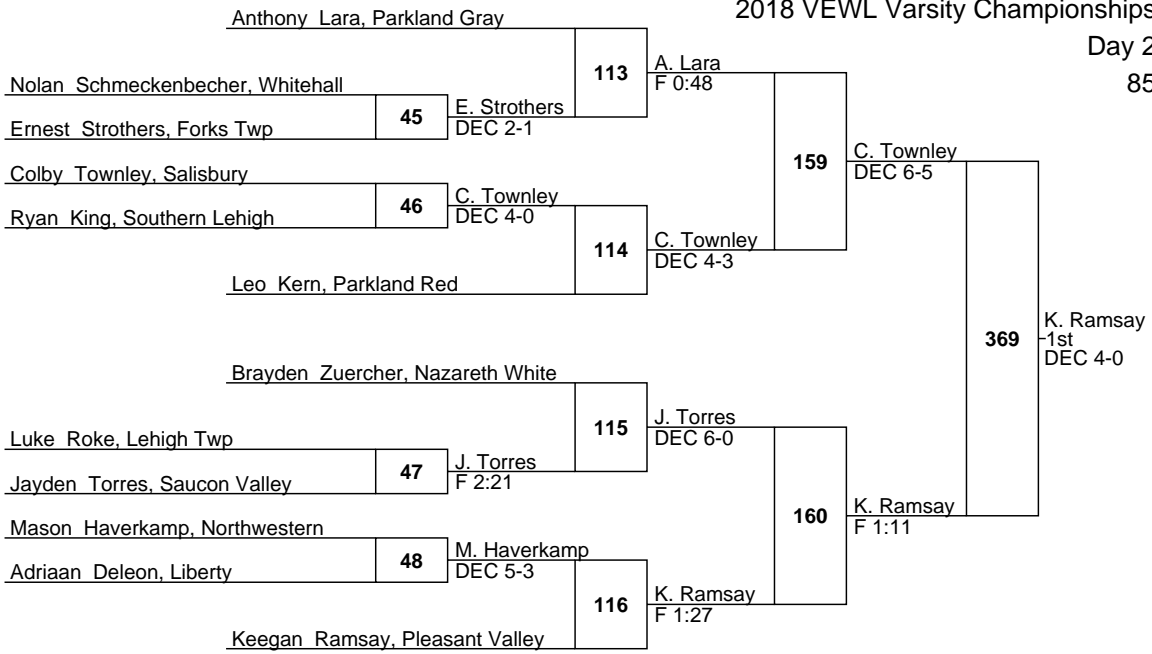 2018 VEWL Varsity Championships
Day 2
85
Anthony Lara, Parkland Gray
113
A. Lara
F 0:48
Nolan Schmeckenbecher, Whitehall
45
E. Strothers
DEC 2-1
Ernest Strothers, Forks Twp
159
C. Townley
DEC 6-5
Colby Townley, Salisbury
46
C. Townley
DEC 4-0
Ryan King, Southern Lehigh
114
C. Townley
DEC 4-3
Leo Kern, Parkland Red
369
K. Ramsay
1st
DEC 4-0
Brayden Zuercher, Nazareth White
115
J. Torres
DEC 6-0
Luke Roke, Lehigh Twp
47
J. Torres
F 2:21
Jayden Torres, Saucon Valley
160
K. Ramsay
F 1:11
Mason Haverkamp, Northwestern
48
M. Haverkamp
DEC 5-3
Adriaan Deleon, Liberty
116
K. Ramsay
F 1:27
Keegan Ramsay, Pleasant Valley